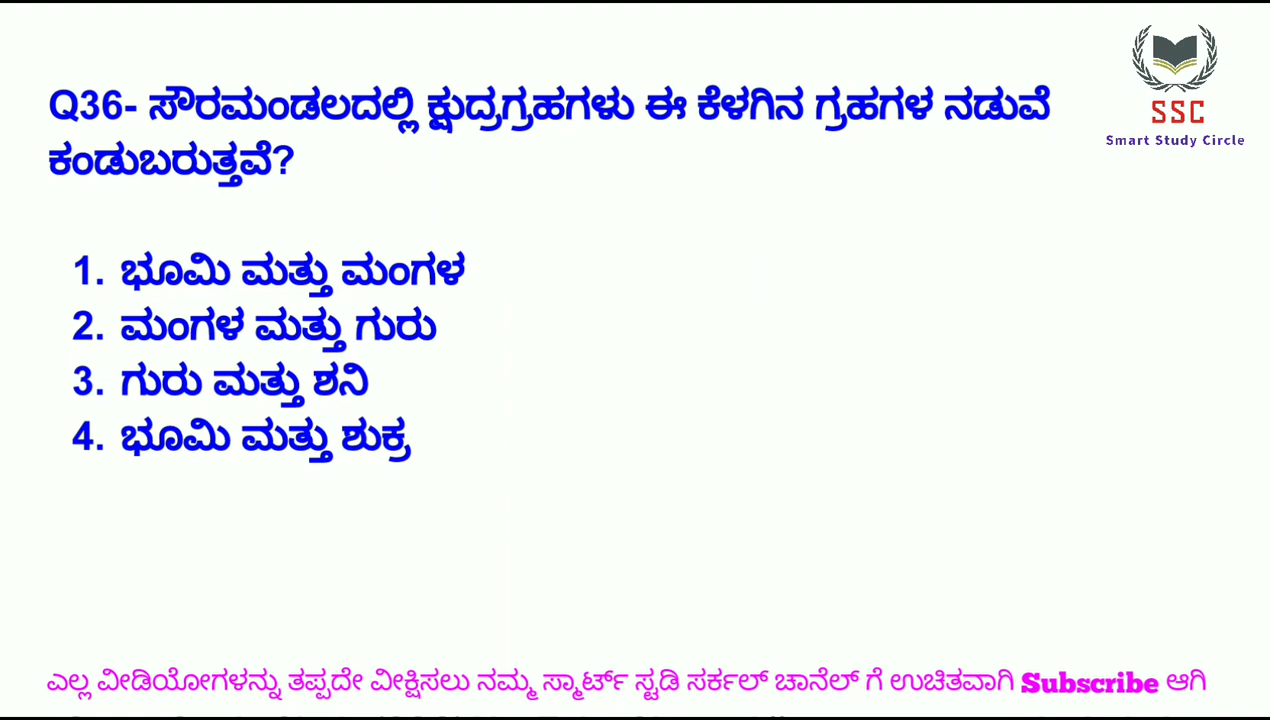 SSC
Smart Study Circle
Q36- ಸೌರಮಂಡಲದಲ್ಲಿ ಕ್ಷುದ್ರಗ್ರಹಗಳು ಈ ಕೆಳಗಿನ ಗ್ರಹಗಳ ನಡುವೆ
ಕಂಡುಬರುತ್ತವೆ?
1. ಭೂಮಿ ಮತ್ತು ಮಂಗಳ
2. ಮಂಗಳ ಮತ್ತು ಗುರು
3. ಗುರು ಮತ್ತು ಶನಿ
4. ಭೂಮಿ ಮತ್ತು ಶುಕ್ರ
ಎಲ್ಲ ವೀಡಿಯೋಗಳನ್ನು ತಪ್ಪದೇ ವೀಕ್ಷಿಸಲು ನಮ್ಮ ಸ್ಮಾರ್ಟ್ ಸ್ಟಡಿ ಸರ್ಕಲ್ ಚಾನೆಲ್ ಗೆ ಉಚಿತವಾಗಿ Subscribe ಆಗಿ